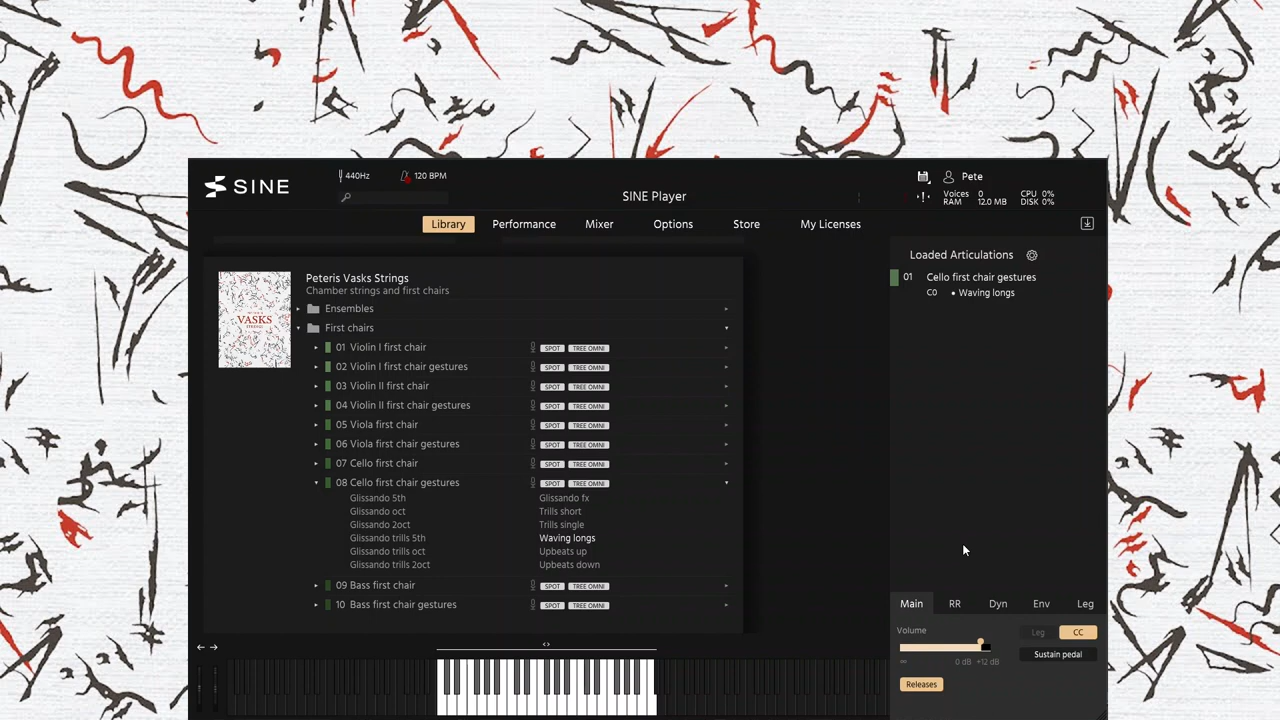 SINE
440Hz
120 BPM
SINE Player
Pete
Voices 0
RAM 12.0 MB
CPU 0%
DISK 0%
Library Performance Mixer Options Store My Licenses
Peteris Vasks Strings
Chamber strings and first chairs
VASKS
Ensembles
First chairs
01 Violin I first chair SPOT TREE OMNI
02 Violin I first chair gestures SPOT TREE OMNI
03 Violin II first chair SPOT TREE OMNI
04 Violin II first chair gestures SPOT TREE OMNI
05 Viola first chair SPOT TREE OMNI
06 Viola first chair gestures SPOT TREE OMNI
07 Cello first chair SPOT TREE OMNI
08 Cello first chair gestures SPOT TREE OMNI
Glissando 5th Glissando fx
Glissando oct Trills short
Glissando 2oct Trills single
Glissando trills 5th Waving longs
Glissando trills oct Upbeats up
Glissando trills 2oct Upbeats down
09 Bass first chair SPOT TREE OMNI
10 Bass first chair gestures SPOT TREE OMNI
Loaded Articulations
01 Cello first chair gestures
C0 • Waving longs
Main RR Dyn Env Leg
Volume
Leg CC
-∞ 0 dB +12 dB
Sustain pedal
Releases